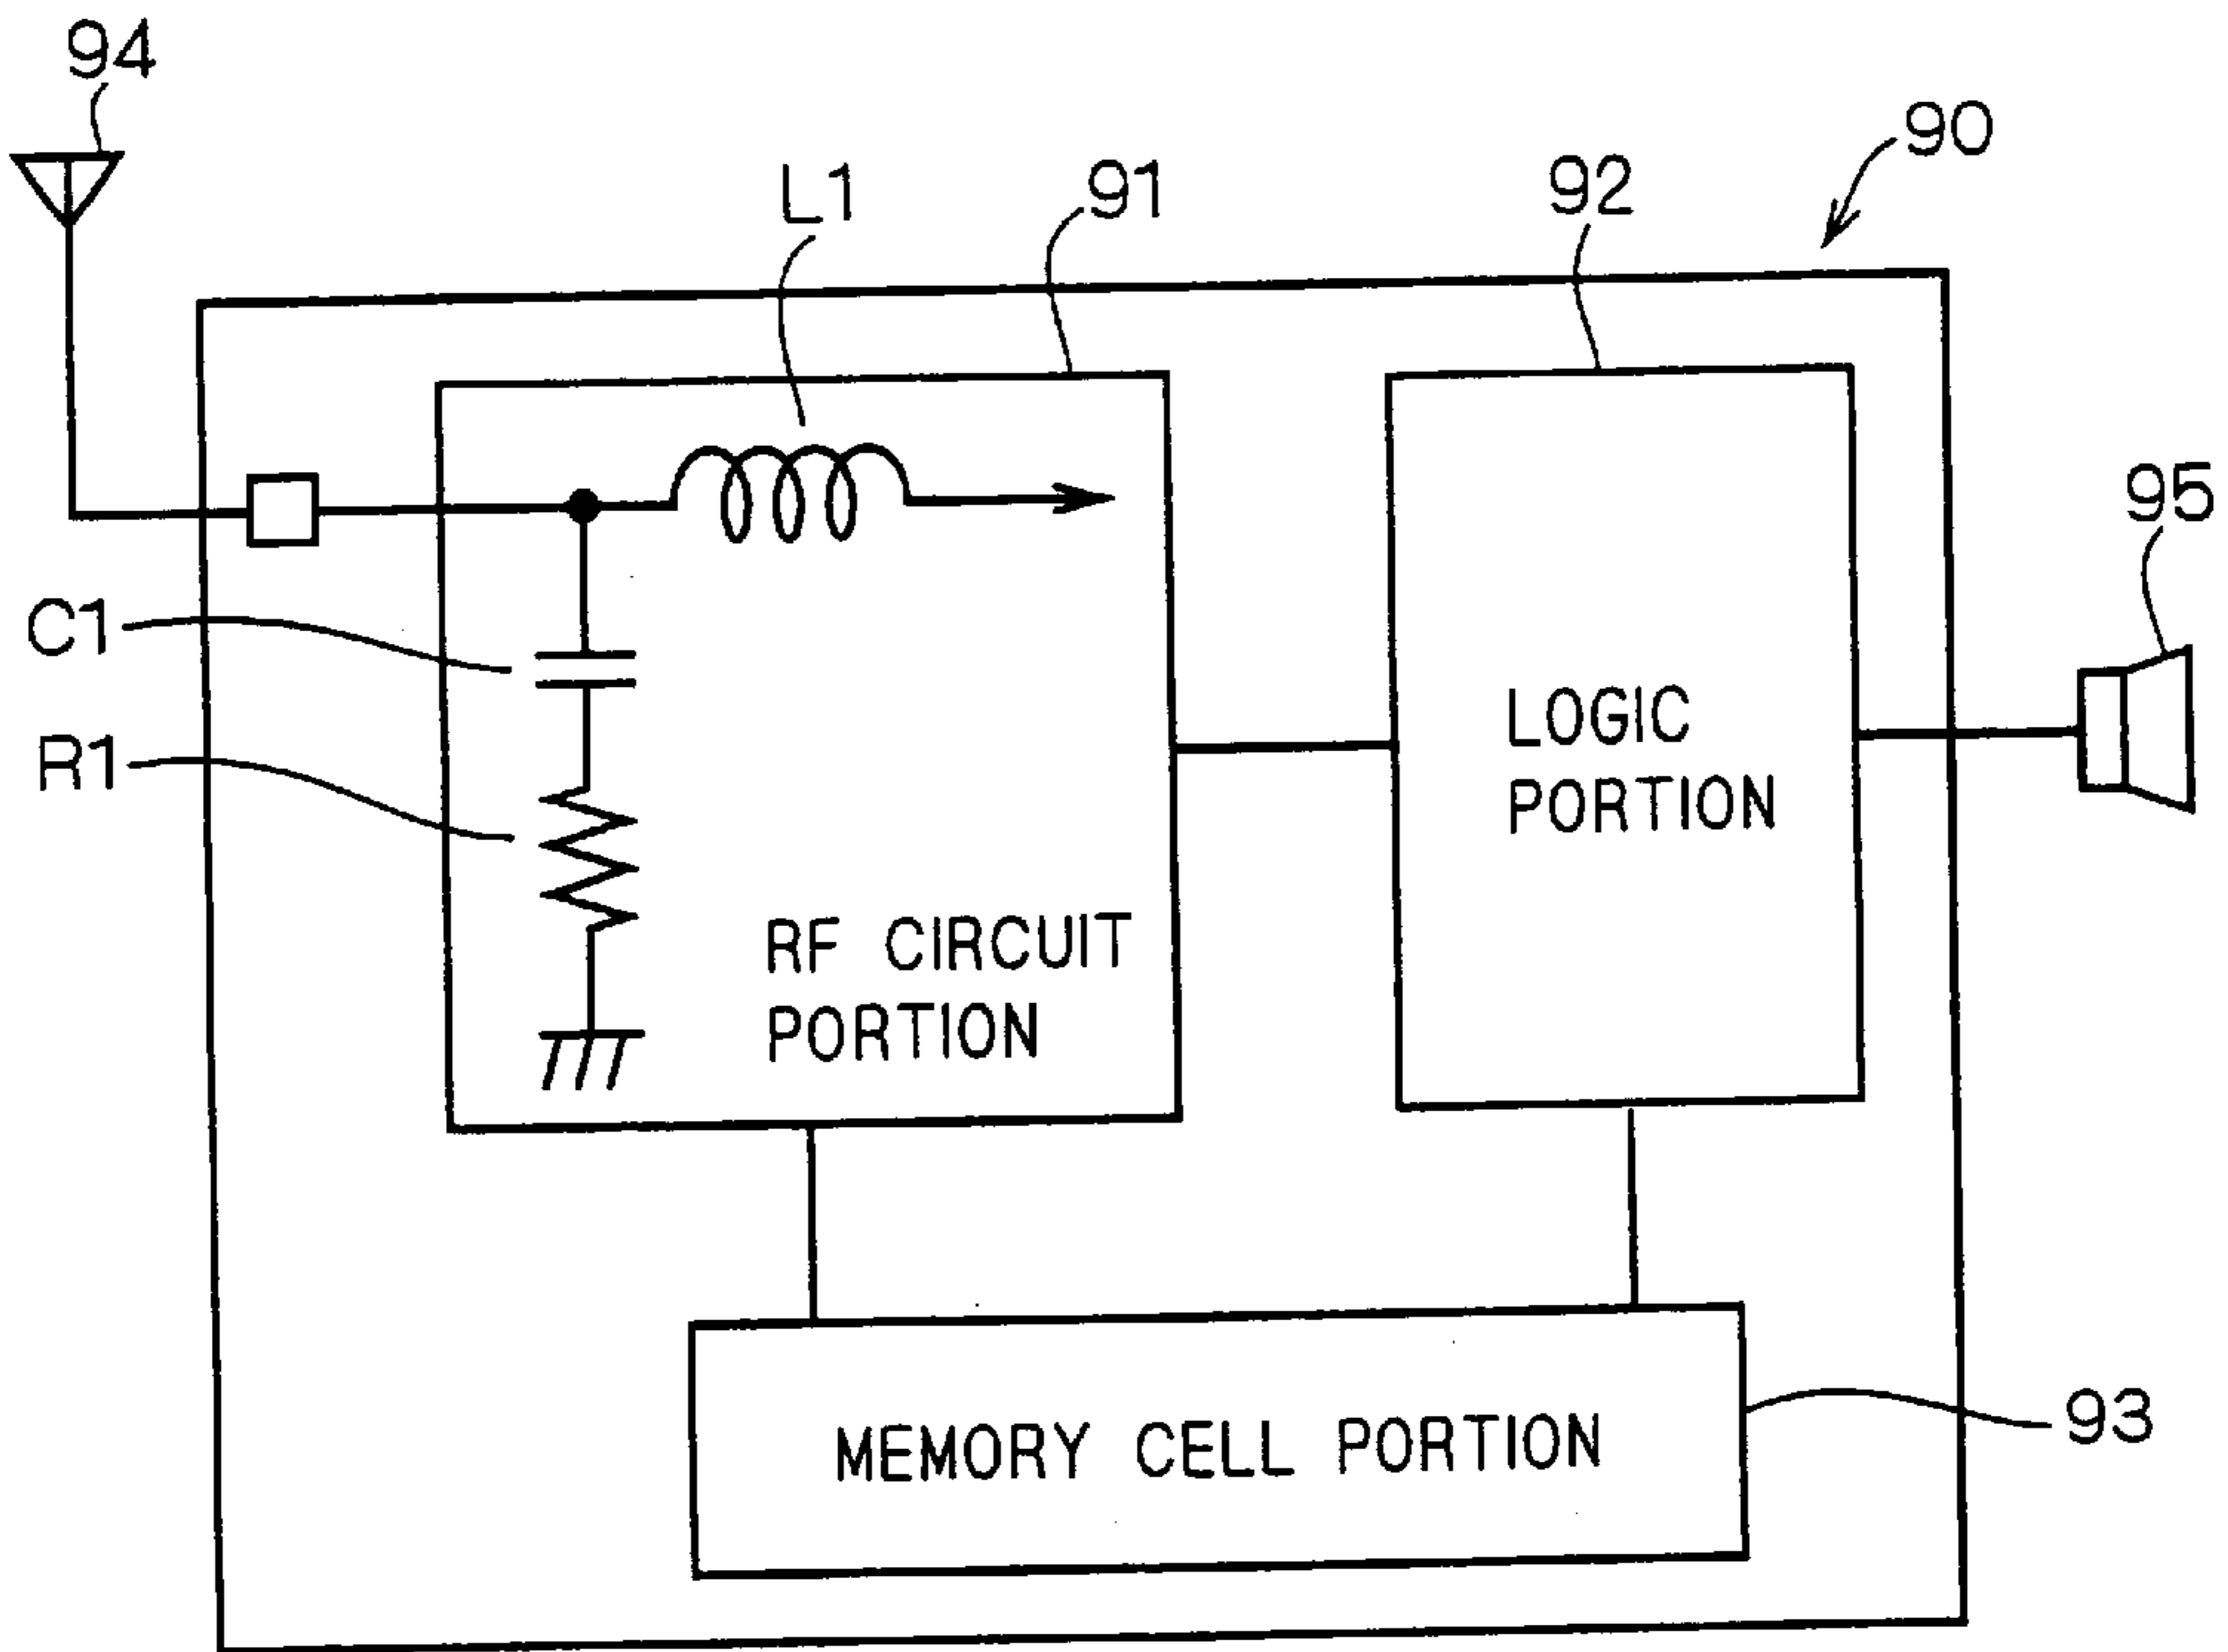 94
90
L1
91
92
95
C1
R1
LOGIC
PORTION
RF CIRCUIT
PORTION
MEMORY CELL PORTION
93